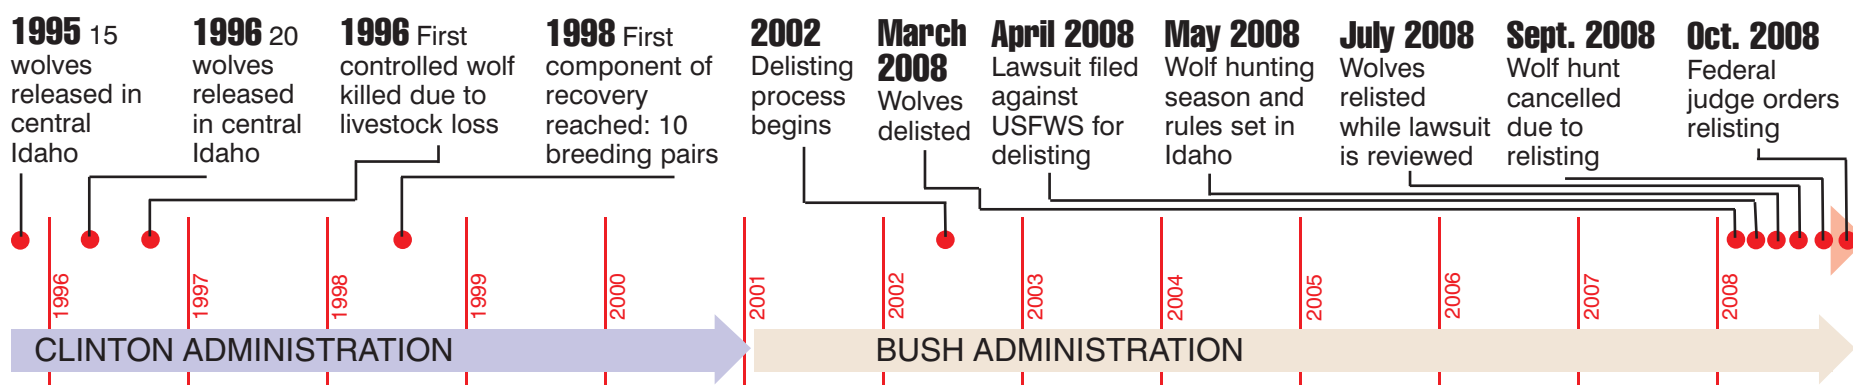 1995 15
wolves
released in
central
Idaho
1996 20
wolves
released
in central
Idaho
1996 First
controlled wolf
killed due to
livestock loss
1998 First
component of
recovery
reached: 10
breeding pairs
2002
Delisting
process
begins
March
2008
Wolves
delisted
April 2008
Lawsuit filed
against
USFWS for
delisting
May 2008
Wolf hunting
season and
rules set in
Idaho
July 2008
Wolves
relisted
while lawsuit
is reviewed
Sept. 2008
Wolf hunt
cancelled
due to
relisting
Oct. 2008
Federal
judge orders
relisting
1996
1997
1998
1999
2000
2001
2002
2003
2004
2005
2006
2007
2008
CLINTON ADMINISTRATION
BUSH ADMINISTRATION